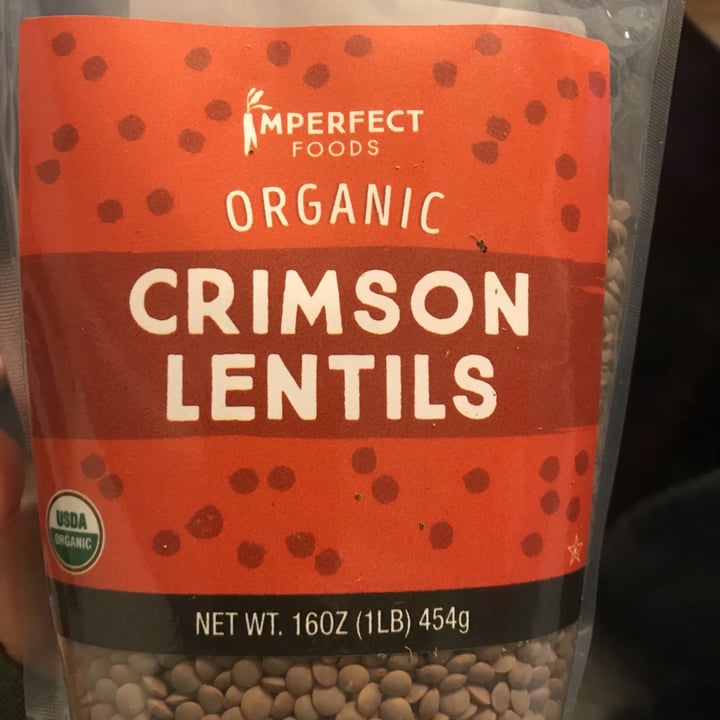 IMPERFECT
FOODS
ORGANIC
CRIMSON
LENTILS
USDA
ORGANIC
NET WT. 16OZ (1LB) 454g